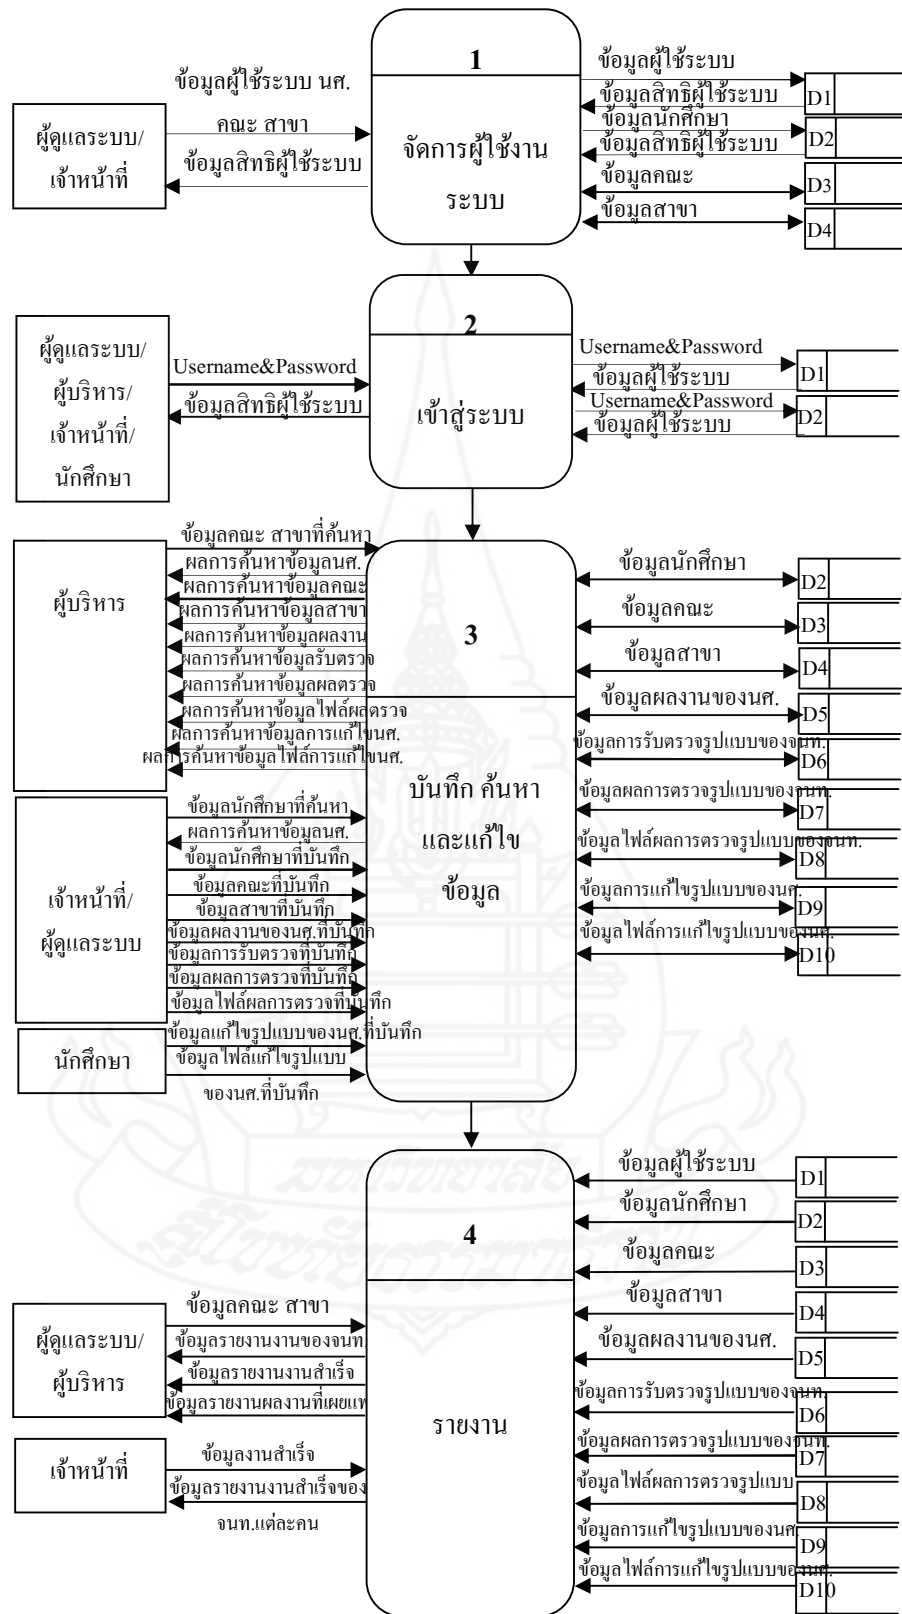 1
ข้อมูลผู้ใช้ระบบ นศ.
คณะ สาขา
ข้อมูลสิทธิผู้ใช้ระบบ
ผู้ดูแลระบบ/
เจ้าหน้าที่
จัดการผู้ใช้งาน
ระบบ
ข้อมูลผู้ใช้ระบบ
ข้อมูลสิทธิผู้ใช้ระบบ
D1
ข้อมูลนักศึกษา
ข้อมูลสิทธิผู้ใช้ระบบ
D2
ข้อมูลคณะ
D3
ข้อมูลสาขา
D4
2
ผู้ดูแลระบบ/
ผู้บริหาร/
เจ้าหน้าที่/
นักศึกษา
Username&Password
ข้อมูลสิทธิผู้ใช้ระบบ
เข้าสู่ระบบ
Username&Password
ข้อมูลผู้ใช้ระบบ
D1
Username&Password
ข้อมูลผู้ใช้ระบบ
D2
ผู้บริหาร
ข้อมูลคณะ สาขาที่ค้นหา
ผลการค้นหาข้อมูลนศ.
ผลการค้นหาข้อมูลคณะ
ผลการค้นหาข้อมูลสาขา
ผลการค้นหาข้อมูลผลงาน
ผลการค้นหาข้อมูลรับตรวจ
ผลการค้นหาข้อมูลผลตรวจ
ผลการค้นหาข้อมูลไฟล์ผลตรวจ
ผลการค้นหาข้อมูลการแก้ไขนศ.
ผลการค้นหาข้อมูลไฟล์การแก้ไขนศ.
3
บันทึก ค้นหา
และแก้ไข
ข้อมูล
ข้อมูลนักศึกษา
D2
ข้อมูลคณะ
D3
ข้อมูลสาขา
D4
ข้อมูลผลงานของนศ.
D5
ข้อมูลการรับตรวจรูปแบบของจนท.
D6
ข้อมูลผลการตรวจรูปแบบของจนท.
D7
ข้อมูลไฟล์ผลการตรวจรูปแบบของจนท.
D8
ข้อมูลการแก้ไขรูปแบบของนศ.
D9
ข้อมูลไฟล์การแก้ไขรูปแบบของนศ.
D10
เจ้าหน้าที่/
ผู้ดูแลระบบ
ข้อมูลนักศึกษาที่ค้นหา
ผลการค้นหาข้อมูลนศ.
ข้อมูลนักศึกษาที่บันทึก
ข้อมูลคณะที่บันทึก
ข้อมูลสาขาที่บันทึก
ข้อมูลผลงานของนศ.ที่บันทึก
ข้อมูลการรับตรวจที่บันทึก
ข้อมูลผลการตรวจที่บันทึก
ข้อมูลไฟล์ผลการตรวจที่บันทึก
นักศึกษา
ข้อมูลแก้ไขรูปแบบของนศ.ที่บันทึก
ข้อมูลไฟล์แก้ไขรูปแบบ
ของนศ.ที่บันทึก
มหาวิทยาลัย
สุโขทัยธรรมาธิราช
4
รายงาน
ข้อมูลผู้ใช้ระบบ
D1
ข้อมูลนักศึกษา
D2
ข้อมูลคณะ
D3
ข้อมูลสาขา
D4
ข้อมูลผลงานของนศ.
D5
ข้อมูลการรับตรวจรูปแบบของจนท.
D6
ข้อมูลผลการตรวจรูปแบบของจนท.
D7
ข้อมูลไฟล์ผลการตรวจรูปแบบ
D8
ข้อมูลการแก้ไขรูปแบบของนศ.
D9
ข้อมูลไฟล์การแก้ไขรูปแบบของนศ.
D10
ผู้ดูแลระบบ/
ผู้บริหาร
ข้อมูลคณะ สาขา
ข้อมูลรายงานงานของจนท.
ข้อมูลรายงานงานสำเร็จ
ข้อมูลรายงานผลงานที่เผยแพ
เจ้าหน้าที่
ข้อมูลงานสำเร็จ
ข้อมูลรายงานงานสำเร็จของ
จนท.แต่ละคน